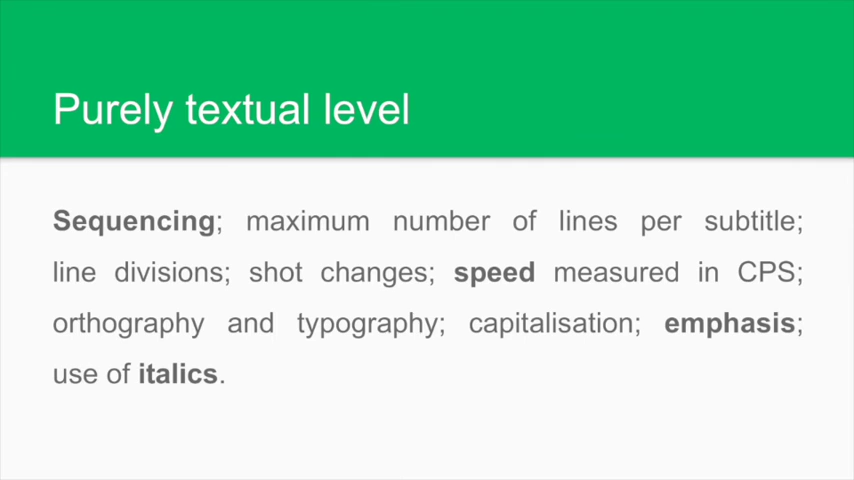 Purely textual level
Sequencing; maximum number of lines per subtitle;
line divisions; shot changes; speed measured in CPS;
orthography and typography; capitalisation; emphasis;
use of italics.